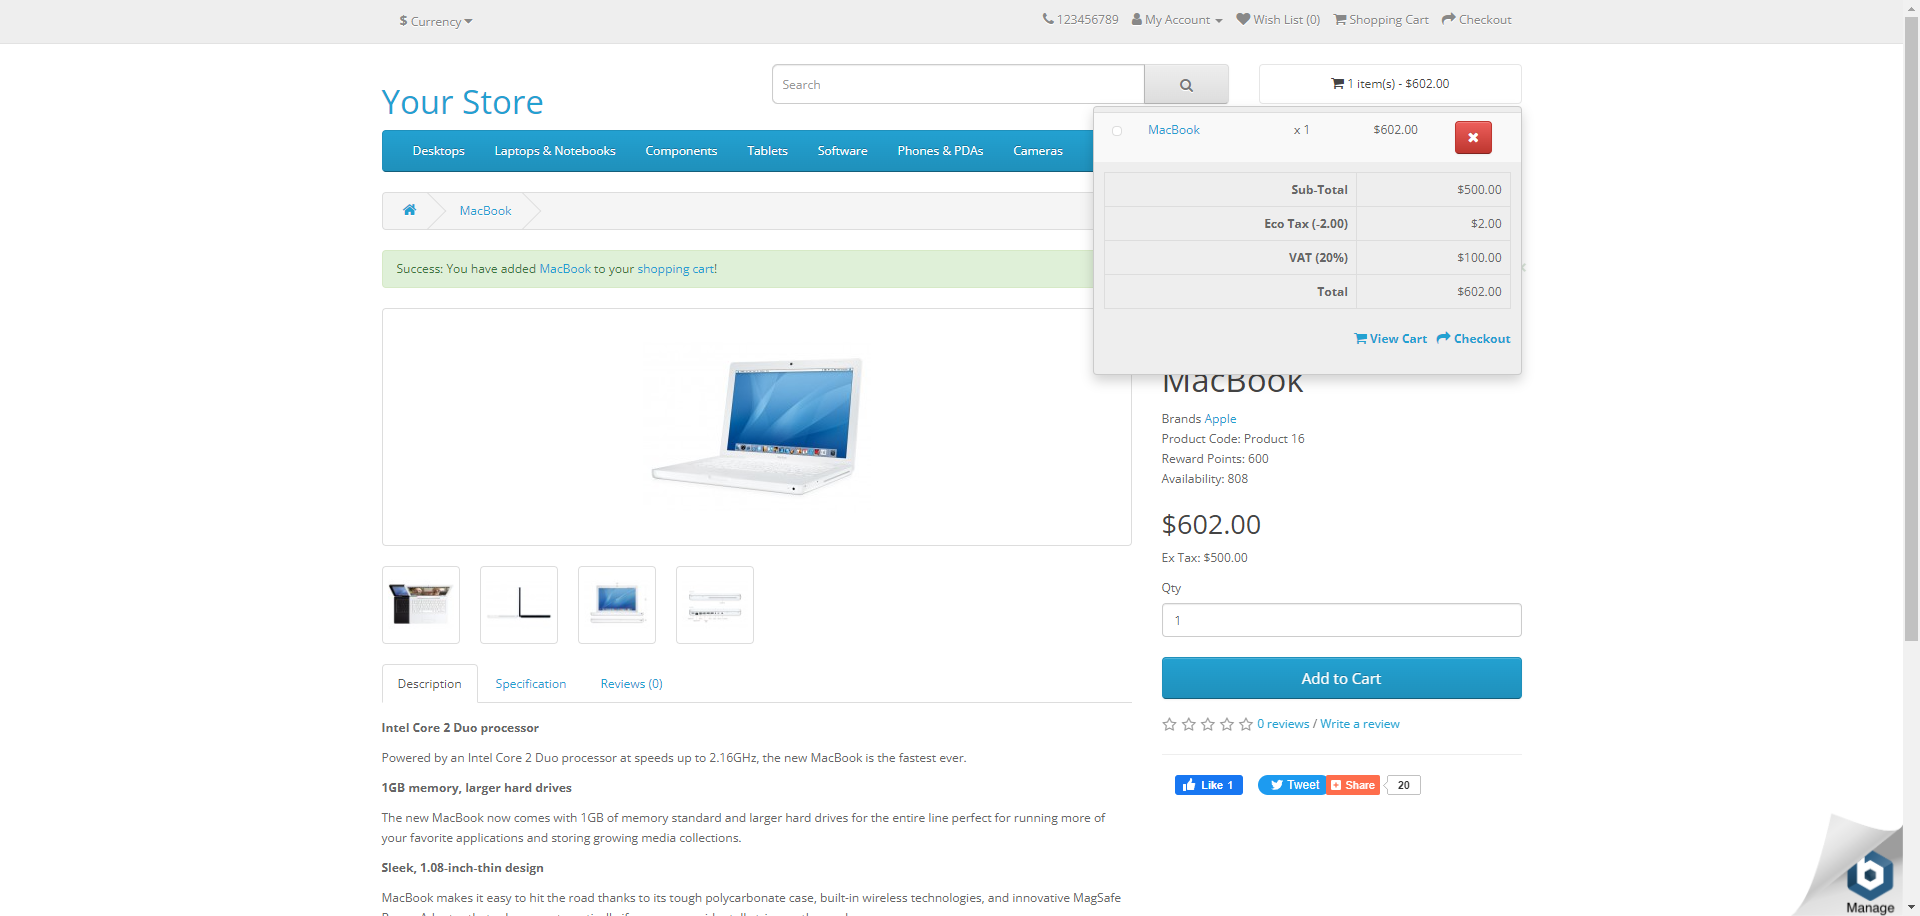 $ Currency
123456789 My Account Wish List (0) Shopping Cart Checkout
Your Store
Search
1 item(s) - $602.00
MacBook x 1 $602.00
Desktops Laptops & Notebooks Components Tablets Software Phones & PDAs Cameras
Sub-Total $500.00
Eco Tax (-2.00) $2.00
VAT (20%) $100.00
Total $602.00
View Cart Checkout
MacBook
Success: You have added MacBook to your shopping cart!
MacBook
Brands Apple
Product Code: Product 16
Reward Points: 600
Availability: 808
$602.00
Ex Tax: $500.00
Qty
1
Add to Cart
0 reviews / Write a review
Like 1 Tweet Share 20
Description Specification Reviews (0)
Intel Core 2 Duo processor
Powered by an Intel Core 2 Duo processor at speeds up to 2.16GHz, the new MacBook is the fastest ever.
1GB memory, larger hard drives
The new MacBook now comes with 1GB of memory standard and larger hard drives for the entire line perfect for running more of
your favorite applications and storing growing media collections.
Sleek, 1.08-inch-thin design
MacBook makes it easy to hit the road thanks to its tough polycarbonate case, built-in wireless technologies, and innovative MagSafe
Manage